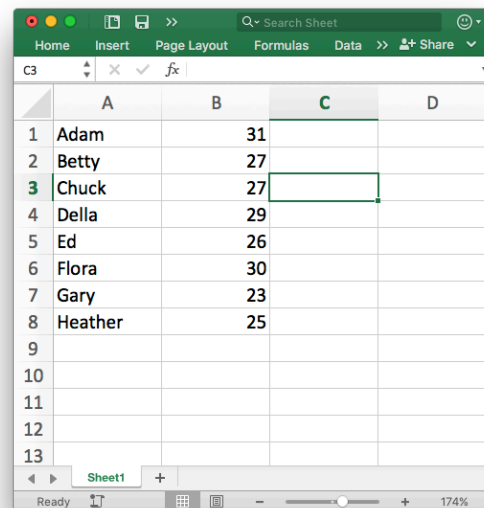 Search Sheet
Home Insert Page Layout Formulas Data >> Share
C3 fx
A B C D
1 Adam 31
2 Betty 27
3 Chuck 27
4 Della 29
5 Ed 26
6 Flora 30
7 Gary 23
8 Heather 25
9
10
11
12
13
Sheet1 +
Ready - + 174%